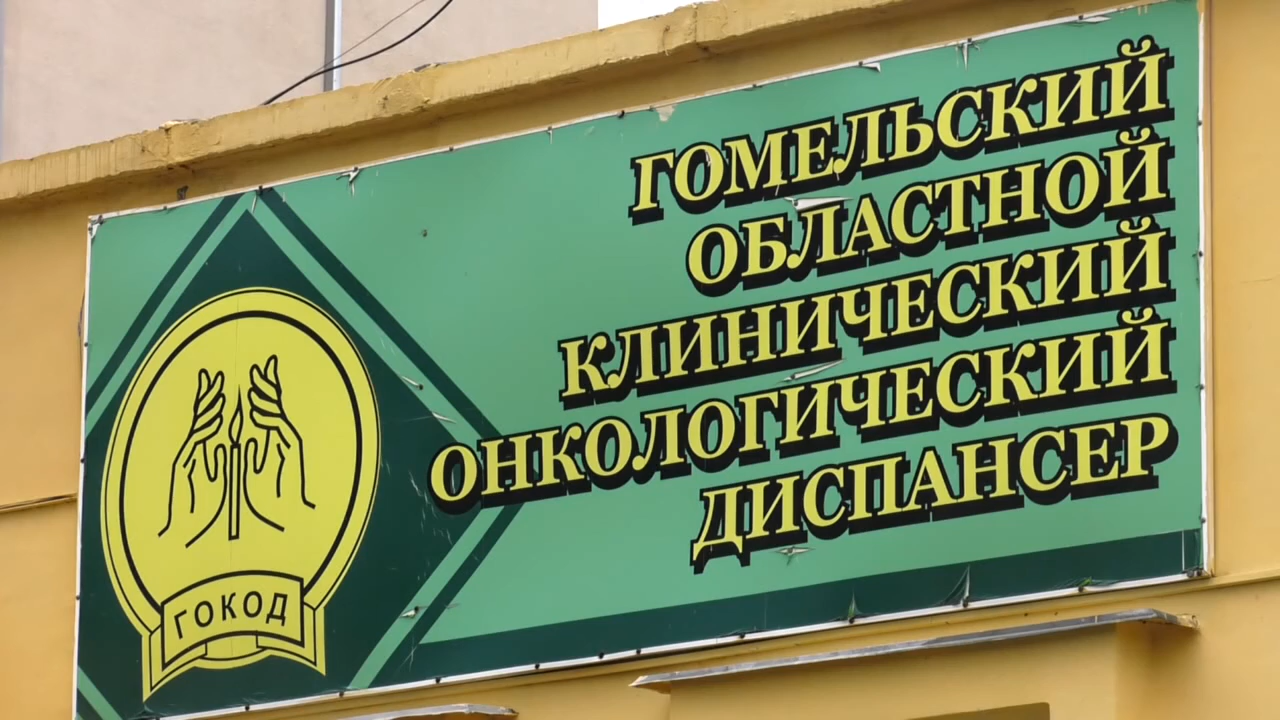 ГОМЕЛЬСКИЙ
ОБЛАСТНОЙ
КЛИНИЧЕСКИЙ
ОНКОЛОГИЧЕСКИЙ
ДИСПАНСЕР
ГОКОД